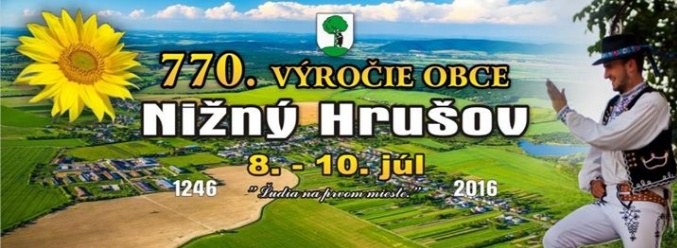 770. VÝROČIE OBCE
Nižný Hrušov
8. - 10. júl
1246
"Ľudia na prvom mieste."
2016